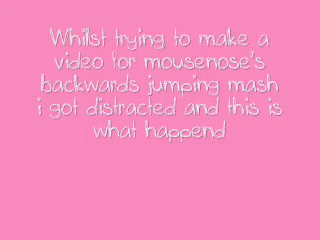 Whilst trying to make a
video for mousenose's
backwards jumping mash
i got distracted and this is
what happend